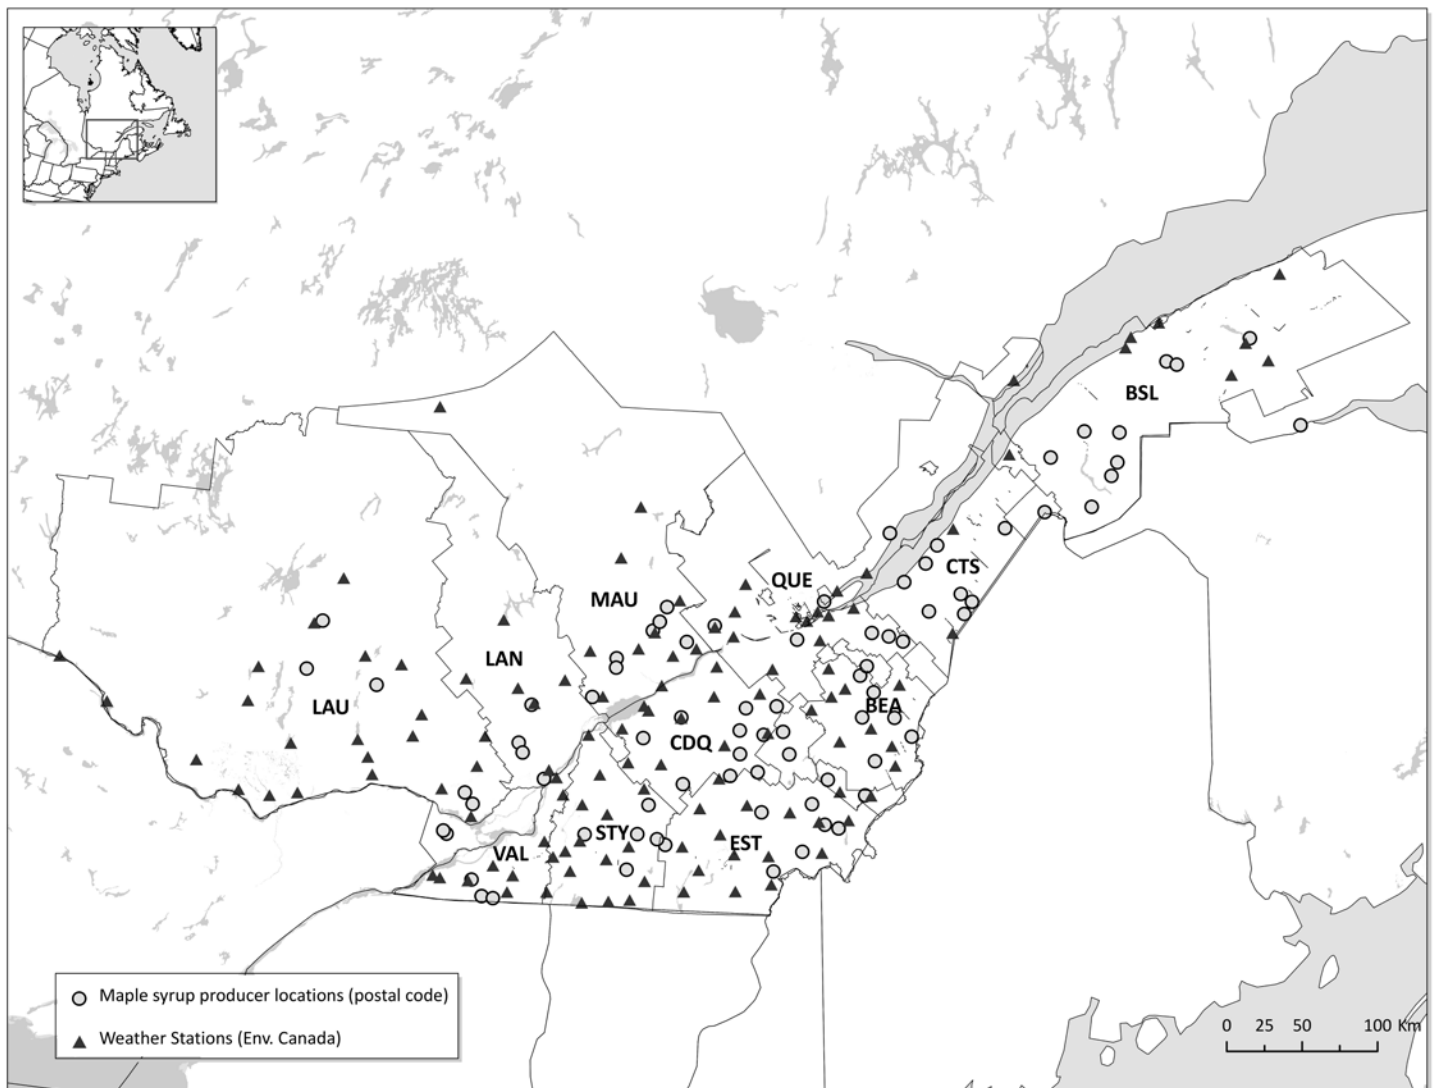 BSL
CTS
QUE
MAU
LAN
LAU
BEA
CDQ
STY
EST
VAL
Maple syrup producer locations (postal code)
Weather Stations (Env. Canada)
0 25 50 100 Km